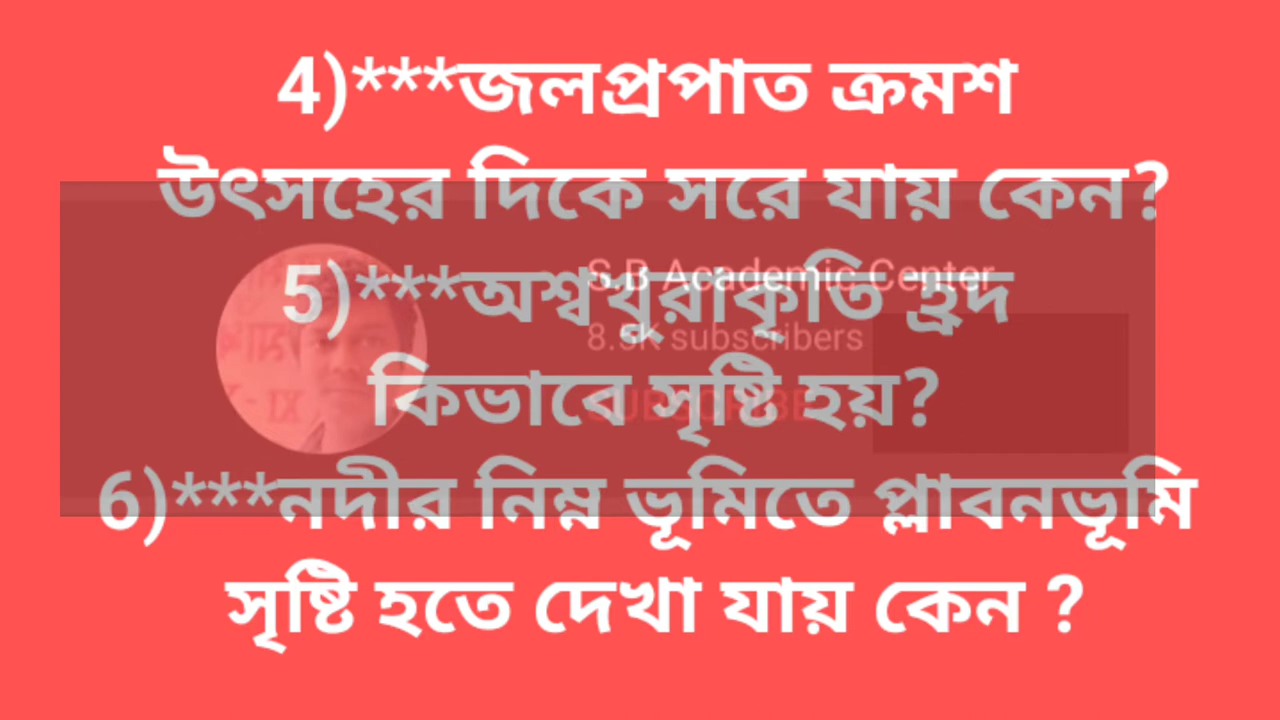 4)***জলপ্রপাত ক্রমশ
উৎসহের দিকে সরে যায় কেন?
5)***অশ্বখুরাকৃতি হ্রদ
S.B Academic Center
8.5K subscribers
কিভাবে সৃষ্টি হয়?
SUBSCRIBE
6)***নদীর নিম্ন ভূমিতে প্লাবনভূমি
সৃষ্টি হতে দেখা যায় কেন ?